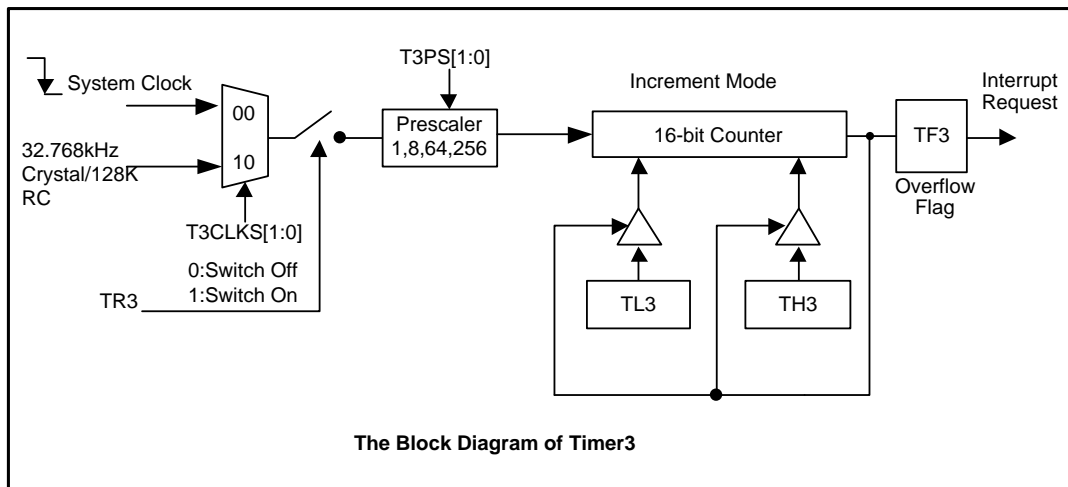 T3PS[1:0]
System Clock
Increment Mode
Interrupt
Request
00
Prescaler
1,8,64,256
16-bit Counter
TF3
32.768kHz
Crystal/128K
RC
10
Overflow
Flag
T3CLKS[1:0]
0:Switch Off
1:Switch On
TR3
TL3
TH3
The Block Diagram of Timer3